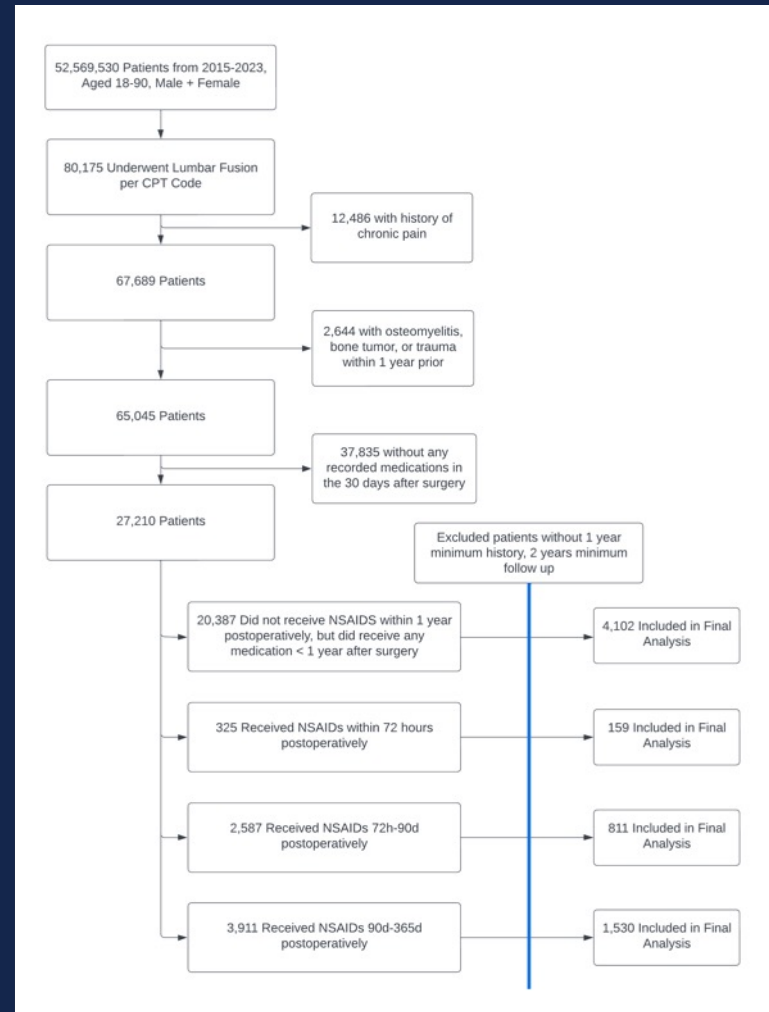 52,569,530 Patients from 2015-2023,
Aged 18-90, Male + Female
80,175 Underwent Lumbar Fusion
per CPT Code
12,486 with history of
chronic pain
67,689 Patients
2,644 with osteomyelitis,
bone tumor, or trauma
within 1 year prior
65,045 Patients
37,835 without any
recorded medications in
the 30 days after surgery
27,210 Patients
Excluded patients without 1 year
minimum history, 2 years minimum
follow up
20,387 Did not receive NSAIDS within 1 year
postoperatively, but did receive any
medication < 1 year after surgery
4,102 Included in Final
Analysis
325 Received NSAIDs within 72 hours
postoperatively
159 Included in Final
Analysis
2,587 Received NSAIDs 72h-90d
postoperatively
811 Included in Final
Analysis
3,911 Received NSAIDs 90d-365d
postoperatively
1,530 Included in Final
Analysis